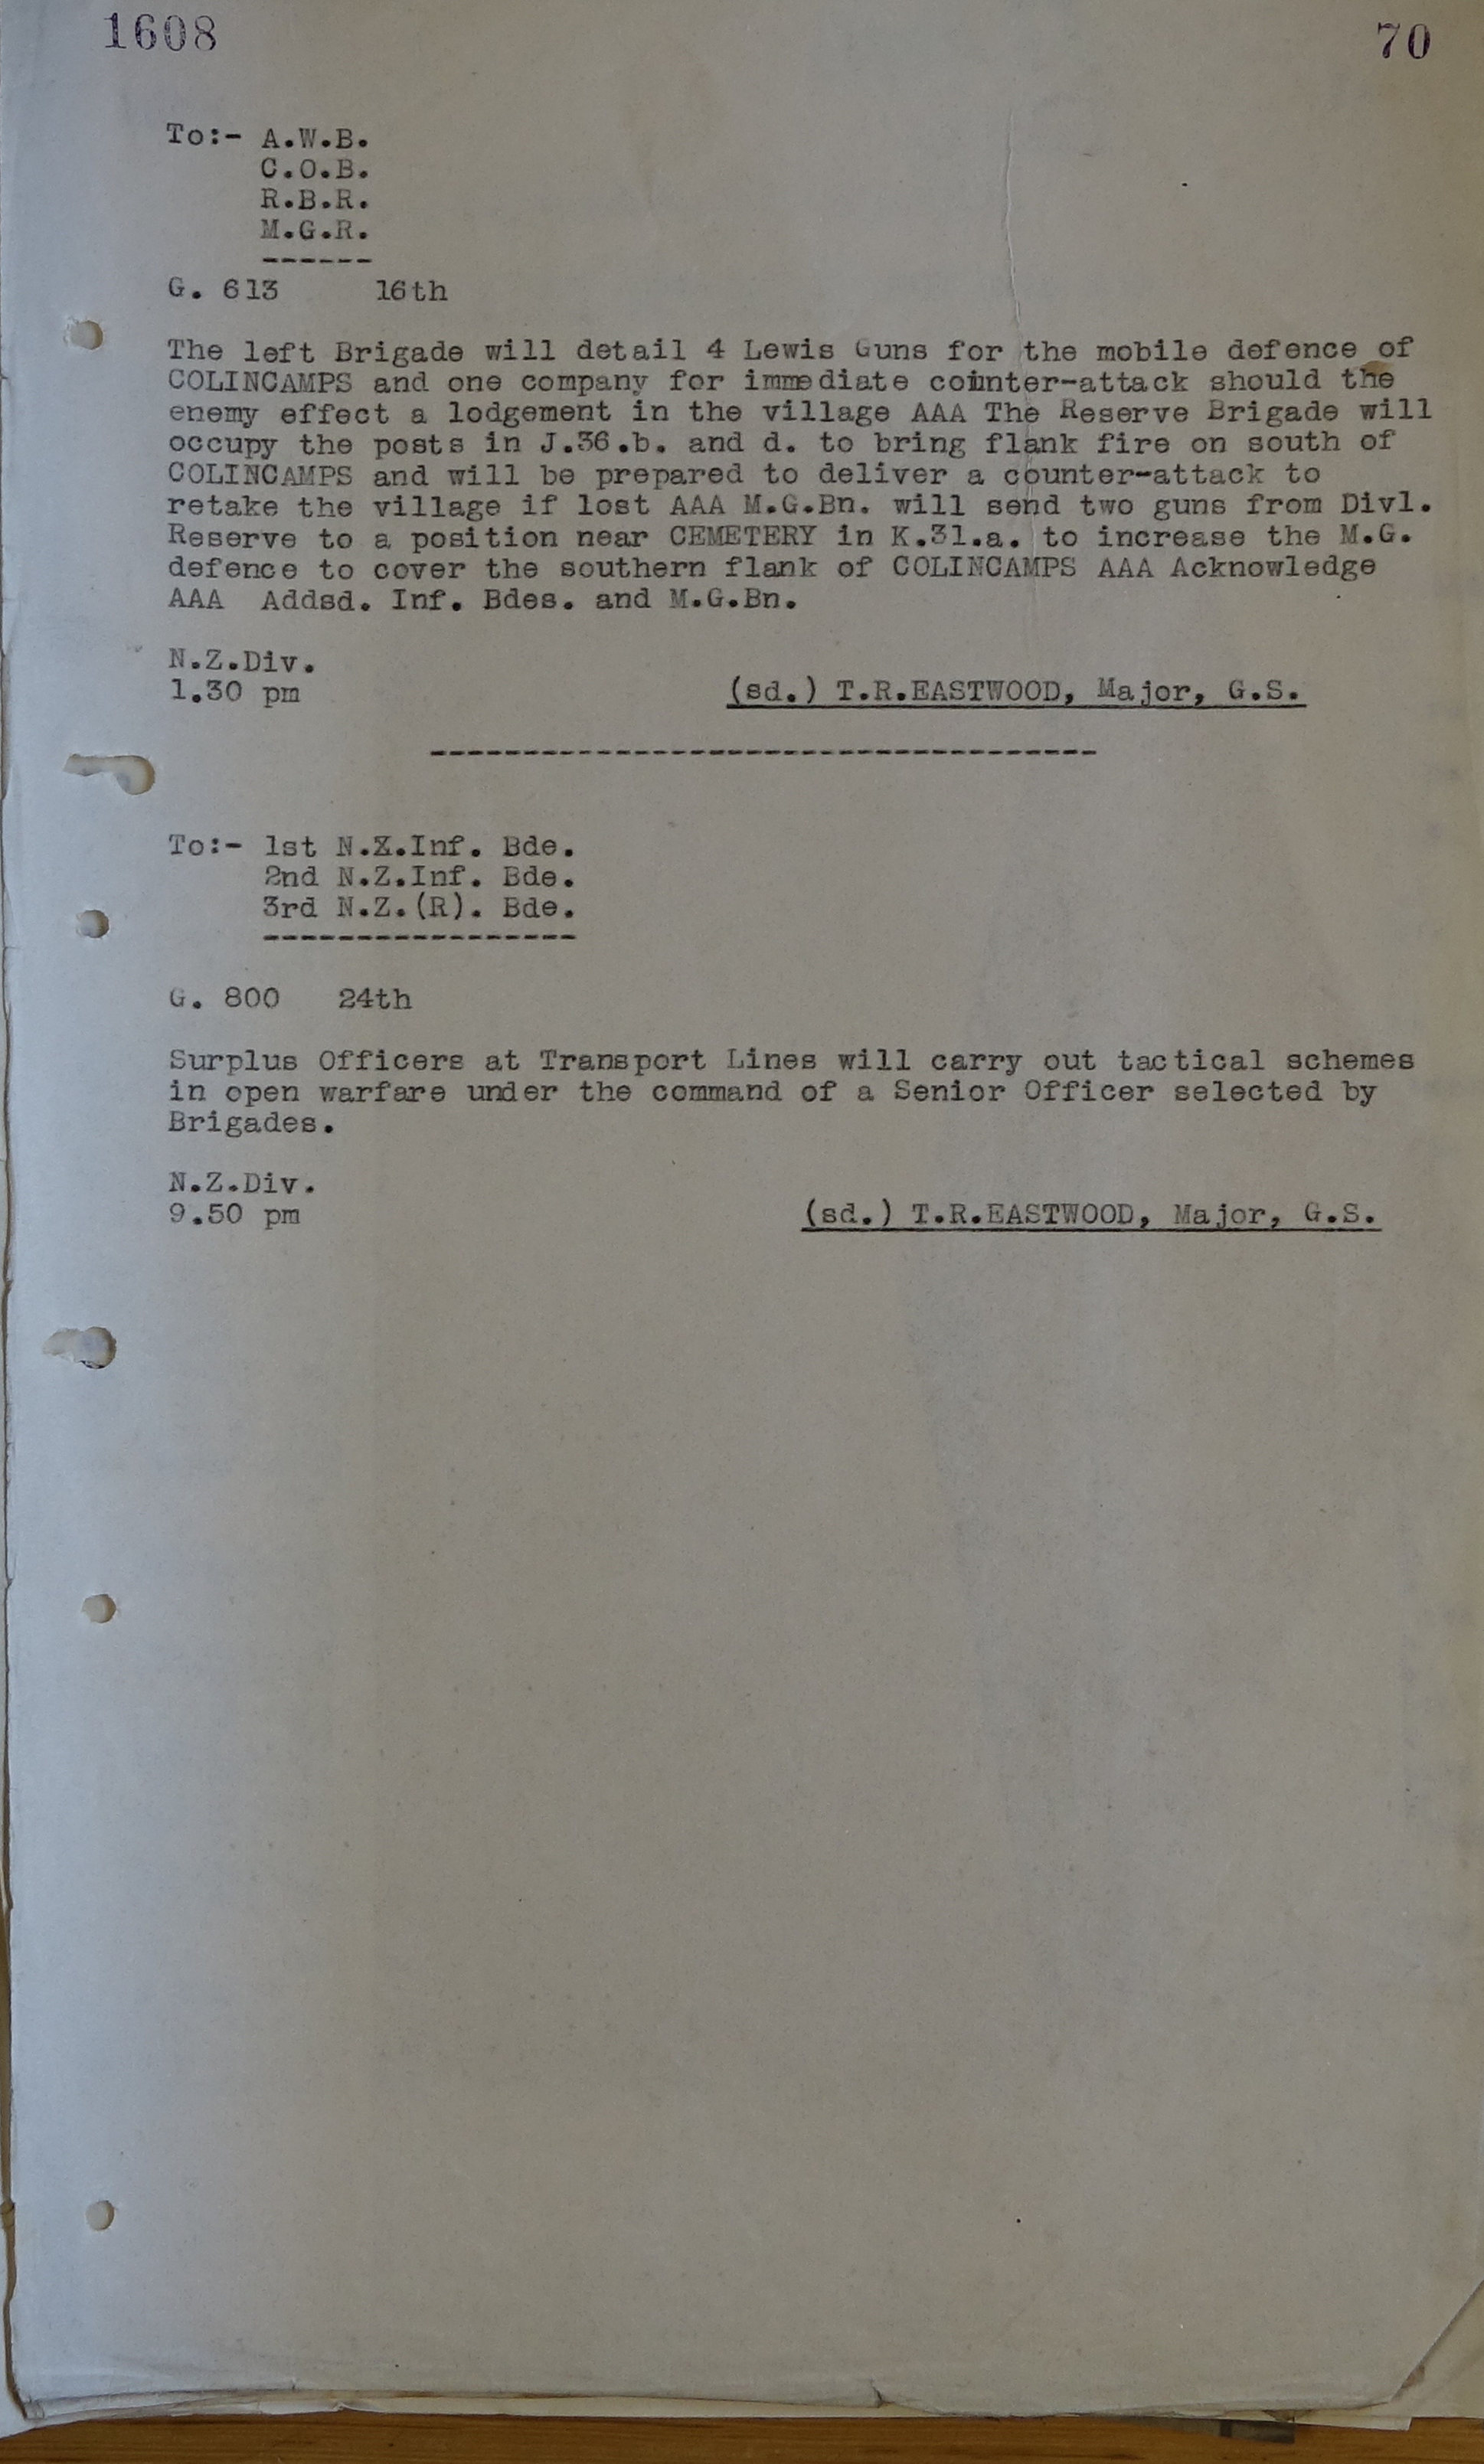 1608 70
To:- A.W.B.
C.O.B.
R.B.R.
M.G.R.
------
G. 613 16th
The left Brigade will detail 4 Lewis Guns for the mobile defence of
COLINCAMPS and one company for immediate counter-attack should the
enemy effect a lodgement in the village AAA The Reserve Brigade will
occupy the posts in J.36.b. and d. to bring flank fire on south of
COLINCAMPS and will be prepared to deliver a counter-attack to
retake the village if lost AAA M.G.Bn. will send two guns from Divl.
Reserve to a position near CEMETERY in K.31.a. to increase the M.G.
defence to cover the southern flank of COLINCAMPS AAA Acknowledge
AAA Addsd. Inf. Bdes. and M.G.Bn.
N.Z.Div.
1.30 pm (sd.) T.R.EASTWOOD, Major, G.S.
------------------------------------
To:- 1st N.Z.Inf. Bde.
2nd N.Z.Inf. Bde.
3rd N.Z.(R). Bde.
-----------------
G. 800 24th
Surplus Officers at Transport Lines will carry out tactical schemes
in open warfare under the command of a Senior Officer selected by
Brigades.
N.Z.Div.
9.50 pm (sd.) T.R.EASTWOOD, Major, G.S.